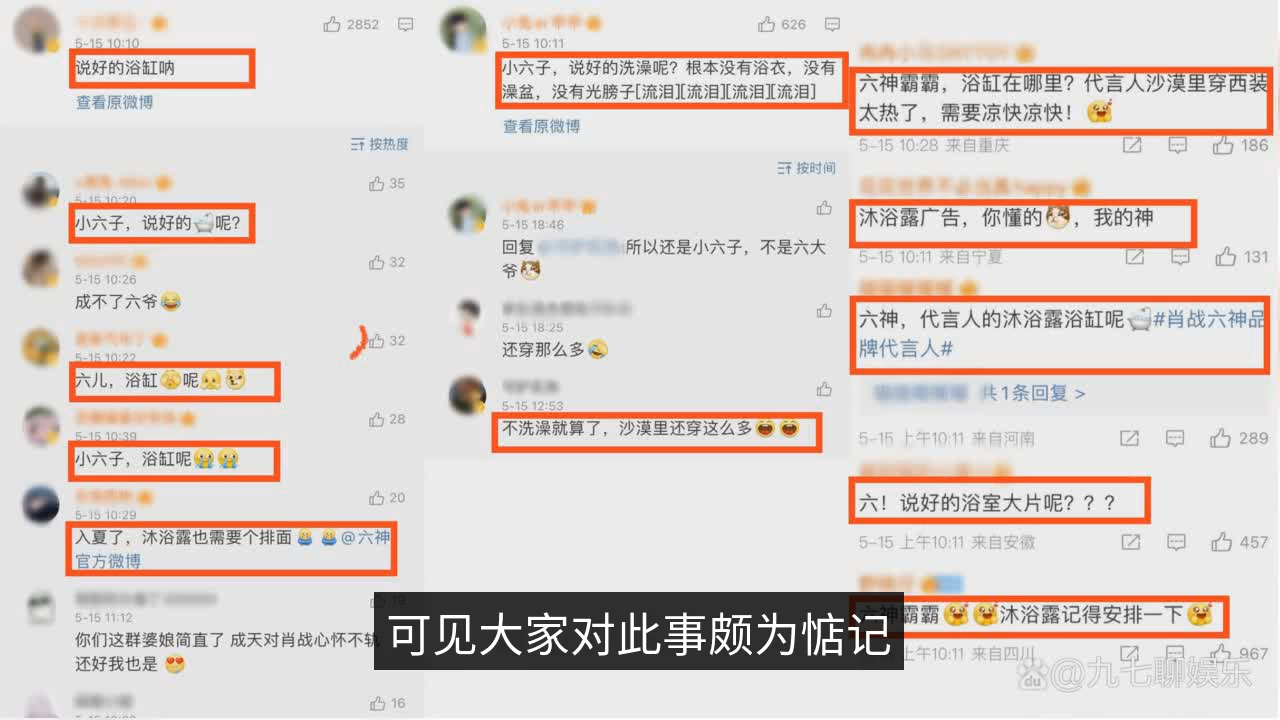 2852
5-15 10:10
说好的浴缸呐
查看原微博
按热度
35
5-15 10:20
小六子，说好的🛁呢？
32
5-15 10:26
成不了六爷😂
32
5-15 10:22
六儿，浴缸呢
28
5-15 10:39
小六子，浴缸呢😭😭
20
5-15 10:29
入夏了，沐浴露也需要个排面@六神
官方微博
19
5-15 11:12
你们这群婆娘简直了 成天对肖战心怀不轨
还好我也是 😍
16
626
5-15 10:11
小六子，说好的洗澡呢？根本没有浴衣，没有
澡盆，没有光膀子[流泪][流泪][流泪][流泪]
查看原微博
按时间
5-15 18:46
回复 所以还是小六子，不是六大
爷
5-15 18:25
还穿那么多🤣
5-15 12:53
不洗澡就算了，沙漠里还穿这么多
六神霸霸，浴缸在哪里？代言人沙漠里穿西装
太热了，需要凉快凉快！🥰
5-15 10:28 来自重庆
186
沐浴露广告，你懂的，我的神
5-15 10:11 来自宁夏
131
六神，代言人的沐浴露浴缸呢🛁#肖战六神品
牌代言人#
共1条回复 >
5-15 上午10:11 来自河南
289
六！说好的浴室大片呢？？？
5-15 上午10:11 来自安徽
457
六神霸霸🥰🥰沐浴露记得安排一下🥰
上午10:11 来自四川
967
可见大家对此事颇为惦记
du @九七聊娱乐